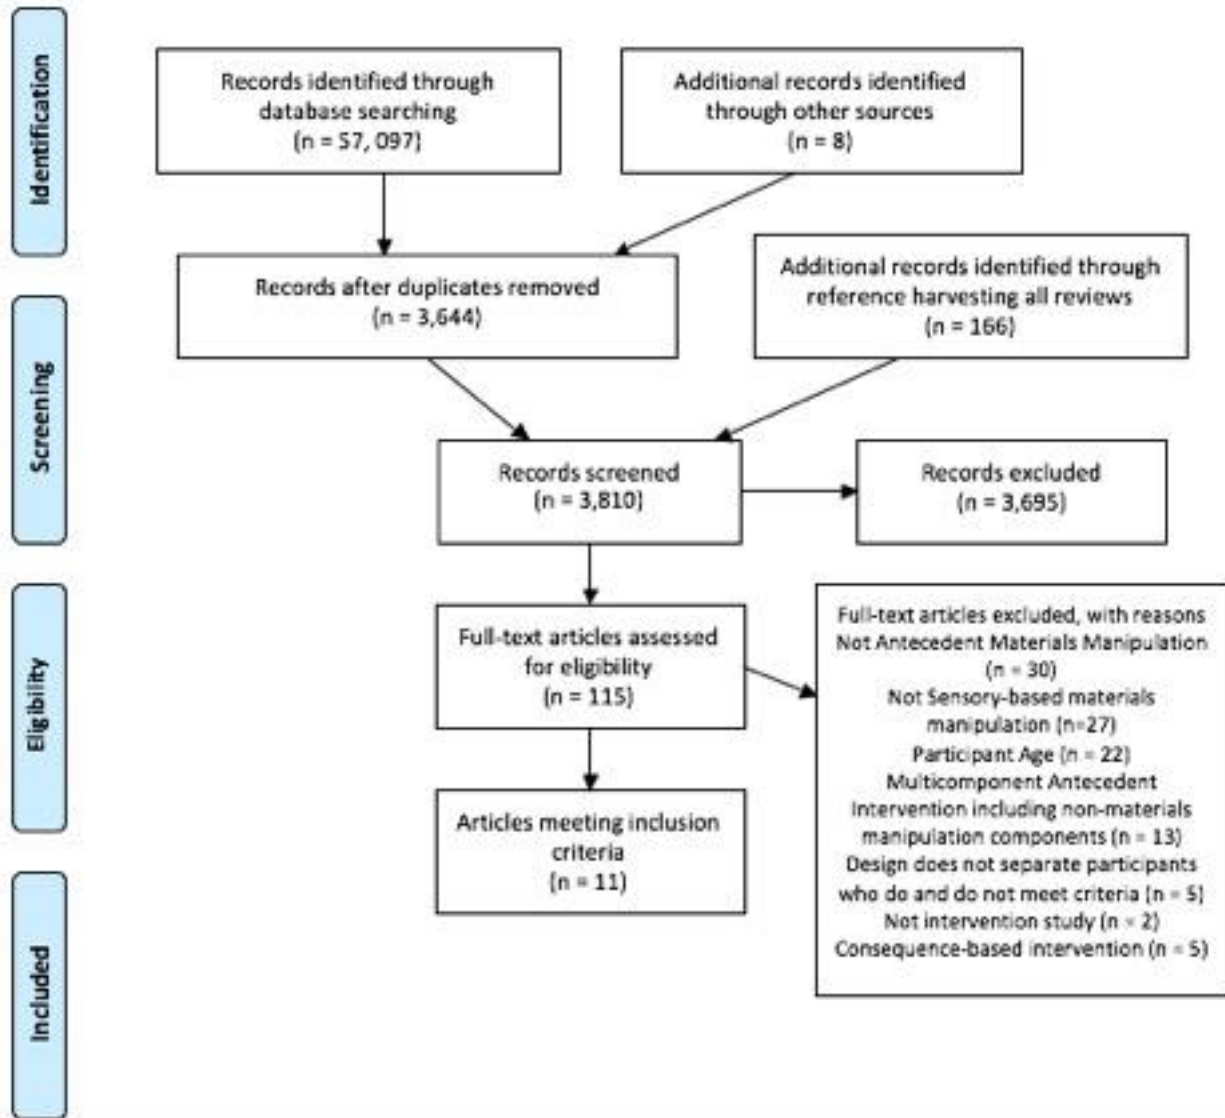 Identification
Records identified through
database searching
(n = 57, 097)
Additional records identified
through other sources
(n = 8)
Records after duplicates removed
(n = 3,644)
Additional records identified through
reference harvesting all reviews
(n = 166)
Screening
Records screened
(n = 3,810)
Records excluded
(n = 3,695)
Eligibility
Full-text articles assessed
for eligibility
(n = 115)
Full-text articles excluded, with reasons
Not Antecedent Materials Manipulation
(n = 30)
Not Sensory-based materials
manipulation (n=27)
Participant Age (n = 22)
Multicomponent Antecedent
Intervention including non-materials
manipulation components (n = 13)
Design does not separate participants
who do and do not meet criteria (n = 5)
Not intervention study (n = 2)
Consequence-based intervention (n = 5)
Articles meeting inclusion
criteria
(n = 11)
Included